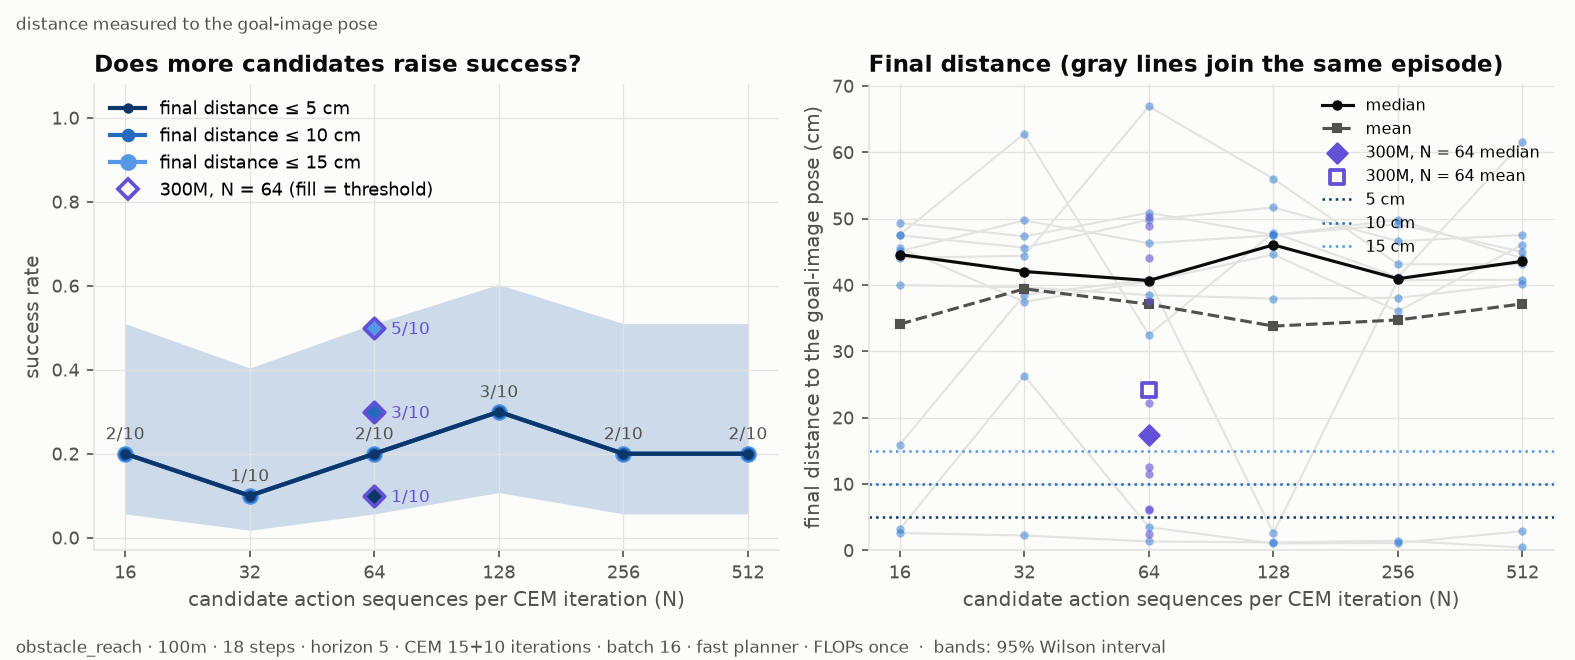 distance measured to the goal-image pose
Does more candidates raise success?
final distance ≤ 5 cm
final distance ≤ 10 cm
final distance ≤ 15 cm
300M, N = 64 (fill = threshold)
success rate
1.0
0.8
0.6
0.4
0.2
0.0
2/10
1/10
2/10
3/10
2/10
2/10
5/10
3/10
1/10
16
32
64
128
256
512
candidate action sequences per CEM iteration (N)
Final distance (gray lines join the same episode)
median
mean
300M, N = 64 median
300M, N = 64 mean
5 cm
10 cm
15 cm
final distance to the goal-image pose (cm)
70
60
50
40
30
20
10
0
16
32
64
128
256
512
candidate action sequences per CEM iteration (N)
obstacle_reach · 100m · 18 steps · horizon 5 · CEM 15+10 iterations · batch 16 · fast planner · FLOPs once · bands: 95% Wilson interval